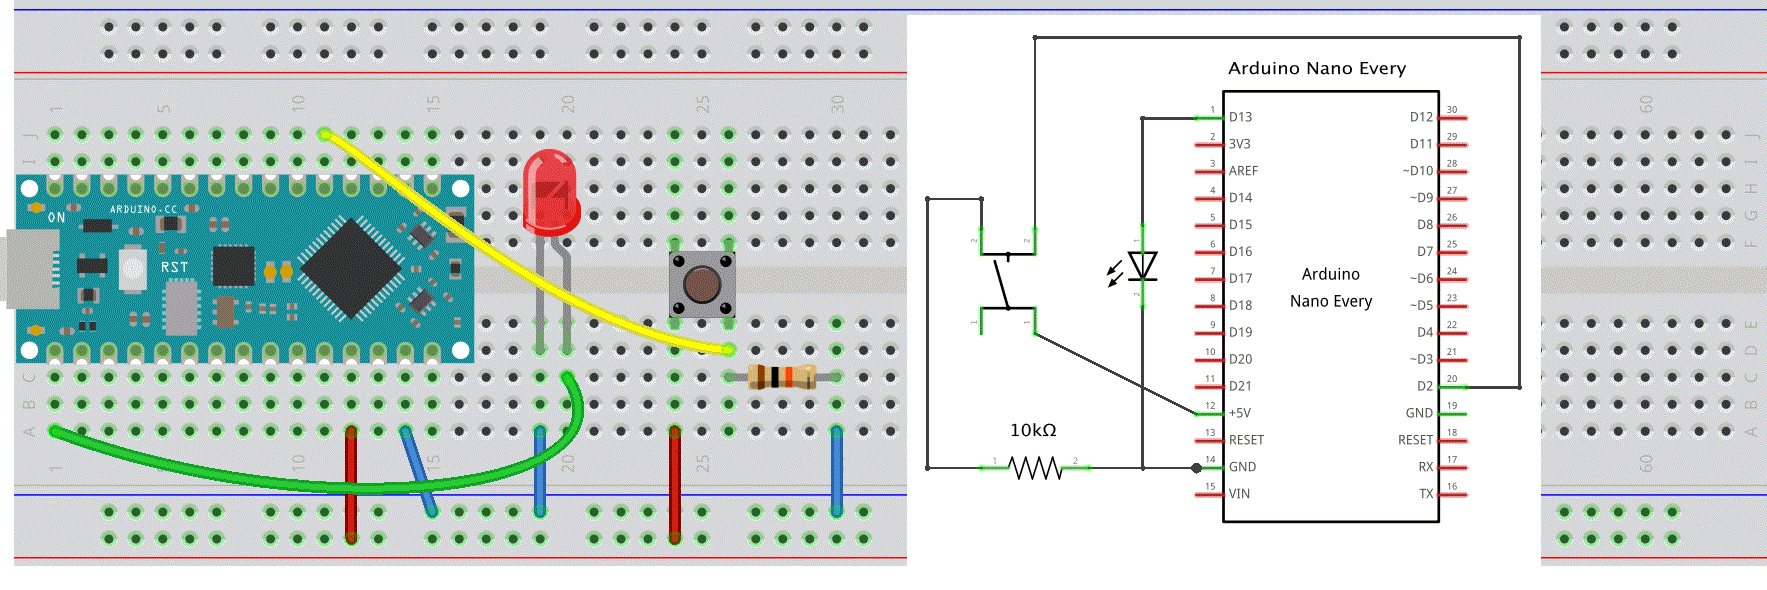 1 5 10 15 20 25 30 60
J
I
H
G
F
E
D
C
B
A
ON
ARDUINO.CC
RST
J
I
C
B
A
1 10 15 20 25 60
Arduino Nano Every
1 D13 D12 30
2 3V3 D11 29
3 AREF ~D10 28
4 D14 ~D9 27
5 D15 D8 26
6 D16 D7 25
7 D17 ~D6 24
8 D18 ~D5 23
9 D19 D4 22
10 D20 ~D3 21
11 D21 D2 20
12 +5V GND 19
13 RESET RESET 18
14 GND RX 17
15 VIN TX 16
Arduino
Nano Every
2 2
1 1
1
2
10kΩ
1 2